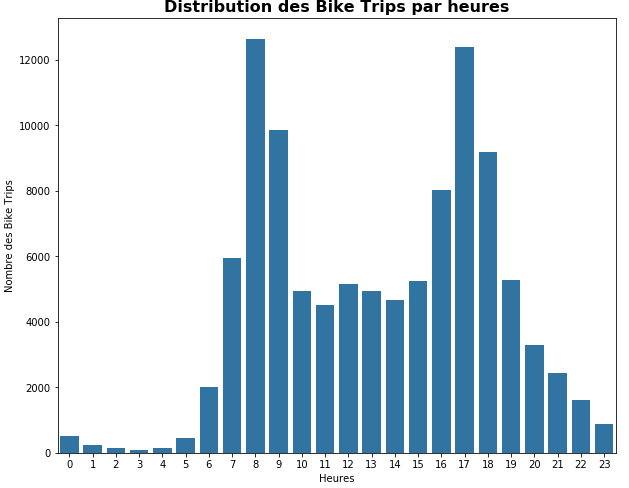 Distribution des Bike Trips par heures
Nombre des Bike Trips
12000
10000
8000
6000
4000
2000
0
0 1 2 3 4 5 6 7 8 9 10 11 12 13 14 15 16 17 18 19 20 21 22 23
Heures